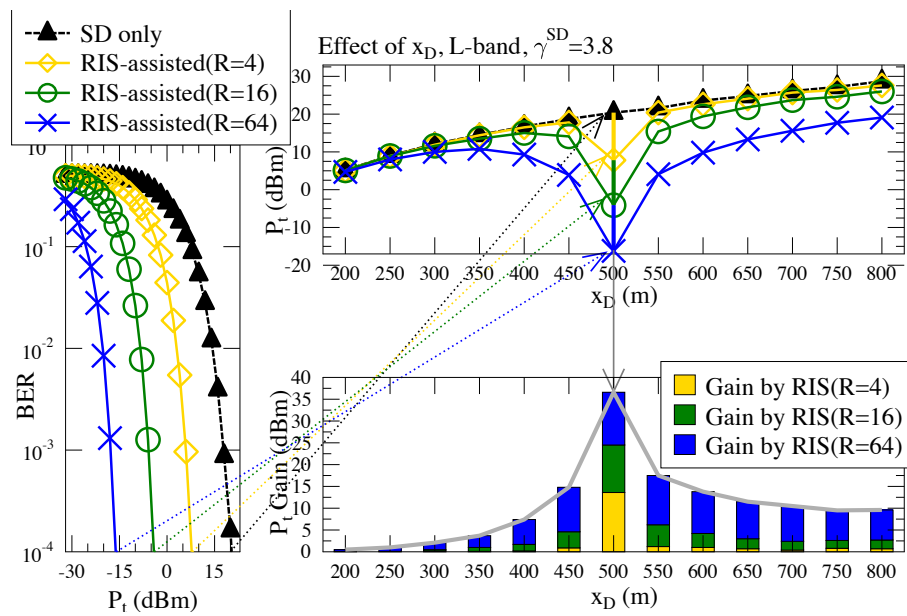 SD only
RIS-assisted(R=4)
RIS-assisted(R=16)
RIS-assisted(R=64)
Effect of x_D, L-band, γ^SD=3.8
30
20
10
0
-10
-20
P_t (dBm)
200 250 300 350 400 450 500 550 600 650 700 750 800
x_D (m)
10
10^-1
10^-2
10^-3
10^-4
BER
-30 -15 0 15
P_t (dBm)
40
35
30
25
20
15
10
5
0
P_t Gain (dBm)
Gain by RIS(R=4)
Gain by RIS(R=16)
Gain by RIS(R=64)
200 250 300 350 400 450 500 550 600 650 700 750 800
x_D (m)